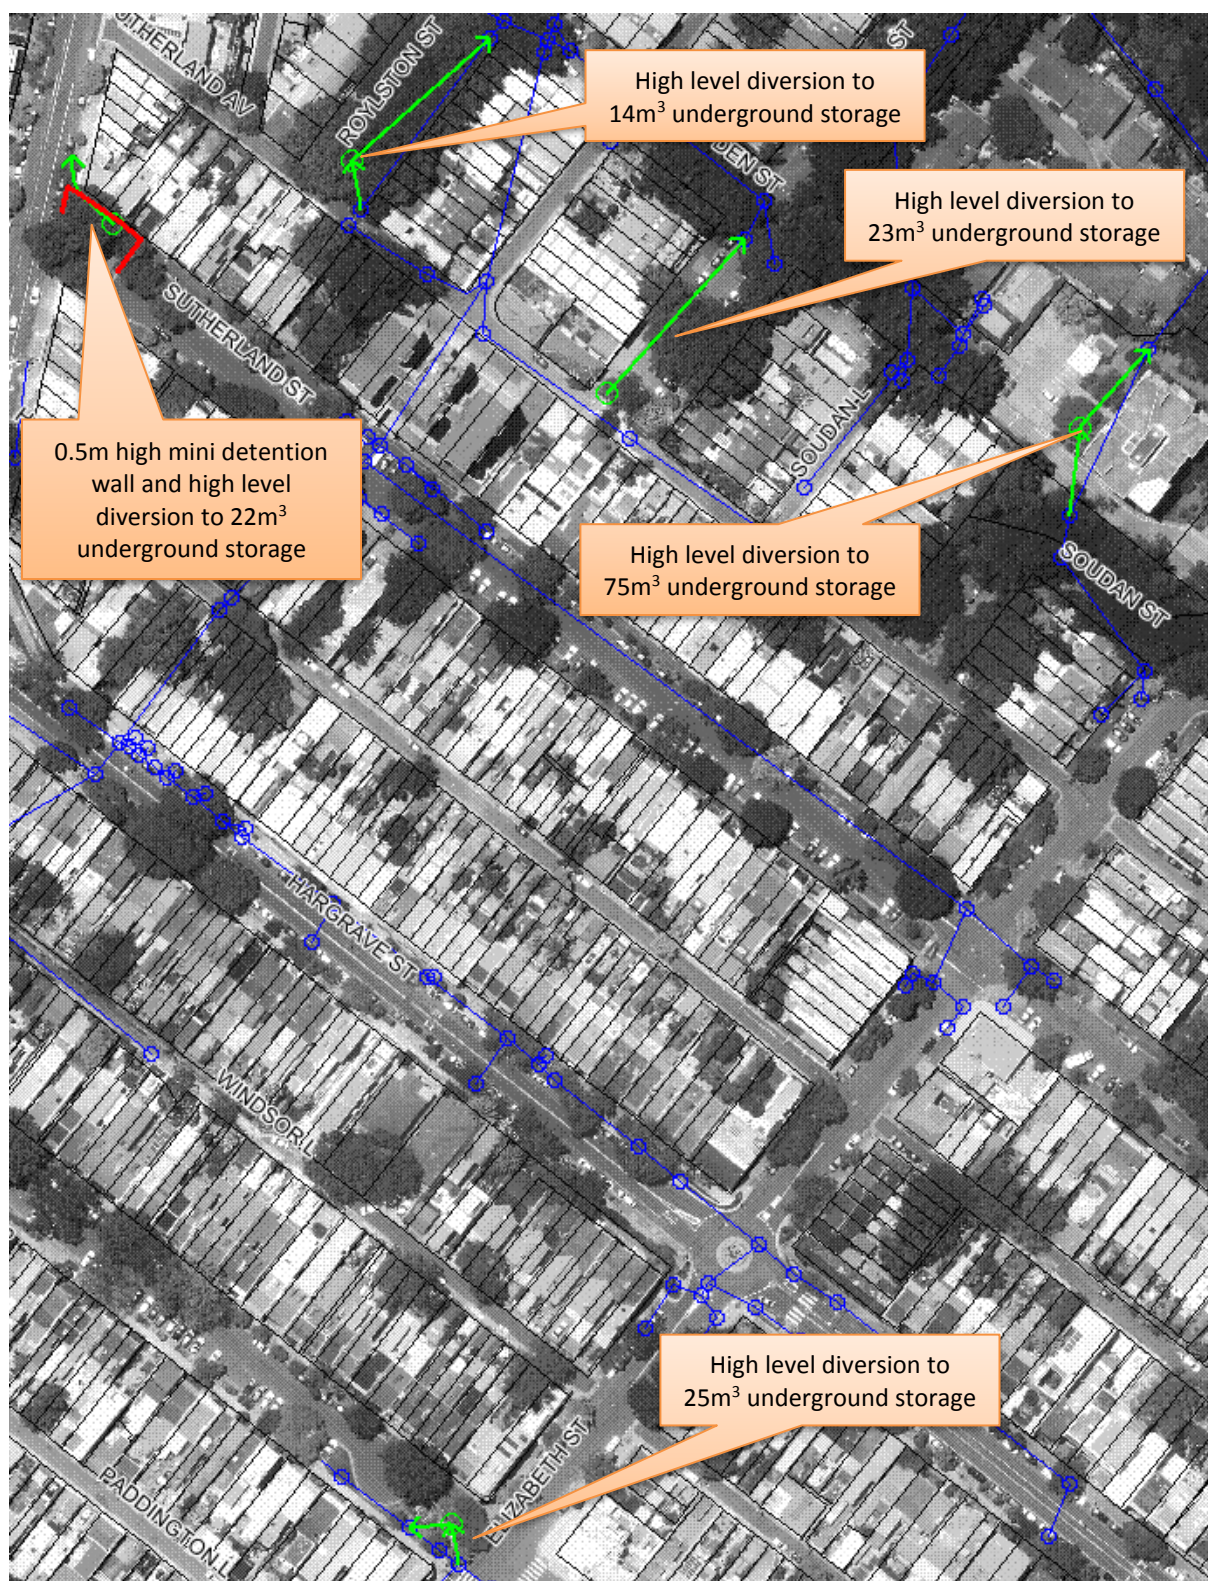 SUTHERLAND AV
ROYLSTON ST
ST
High level diversion to
14m³ underground storage
DEN ST
High level diversion to
23m³ underground storage
SUTHERLAND ST
0.5m high mini detention
wall and high level
diversion to 22m³
underground storage
SOUDAN L
High level diversion to
75m³ underground storage
SOUDAN ST
HARGRAVE ST
WINDSOR L
High level diversion to
25m³ underground storage
ELIZABETH ST
PADDINGTON L